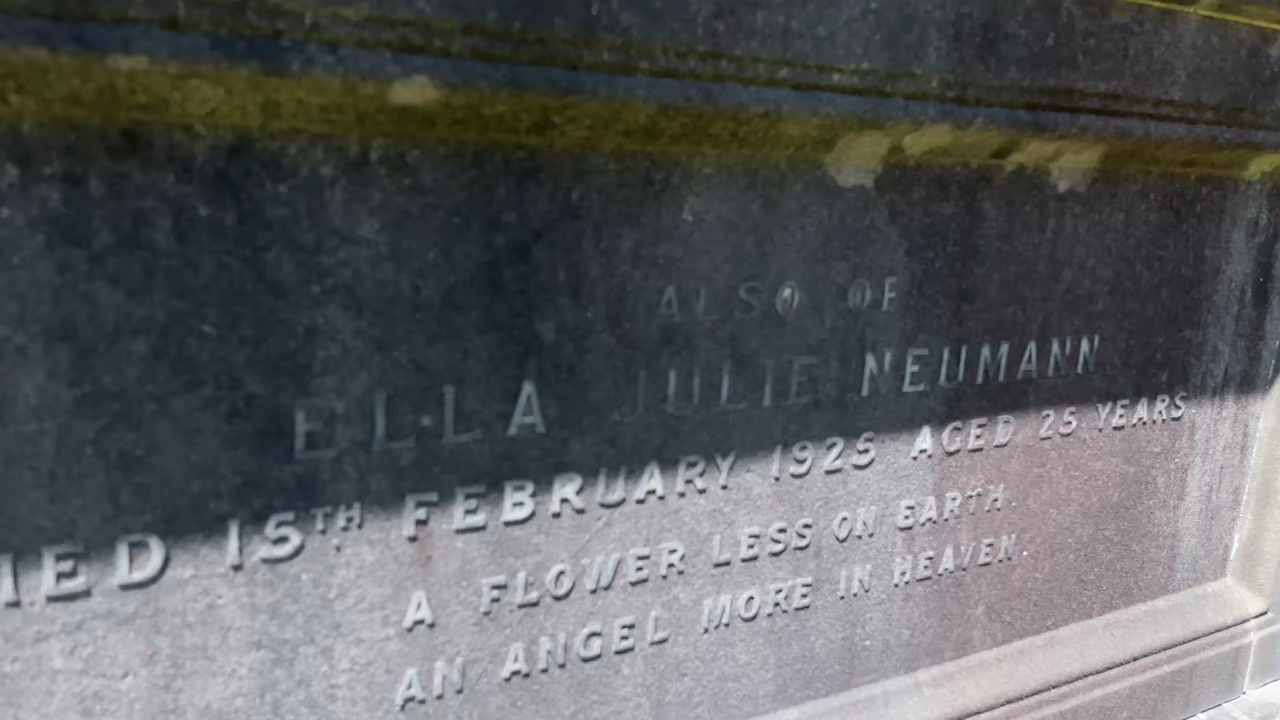 ALSO OF
ELLA JULIE NEUMANN
IED 15TH FEBRUARY 1925 AGED 25 YEARS
A FLOWER LESS ON EARTH.
AN ANGEL MORE IN HEAVEN